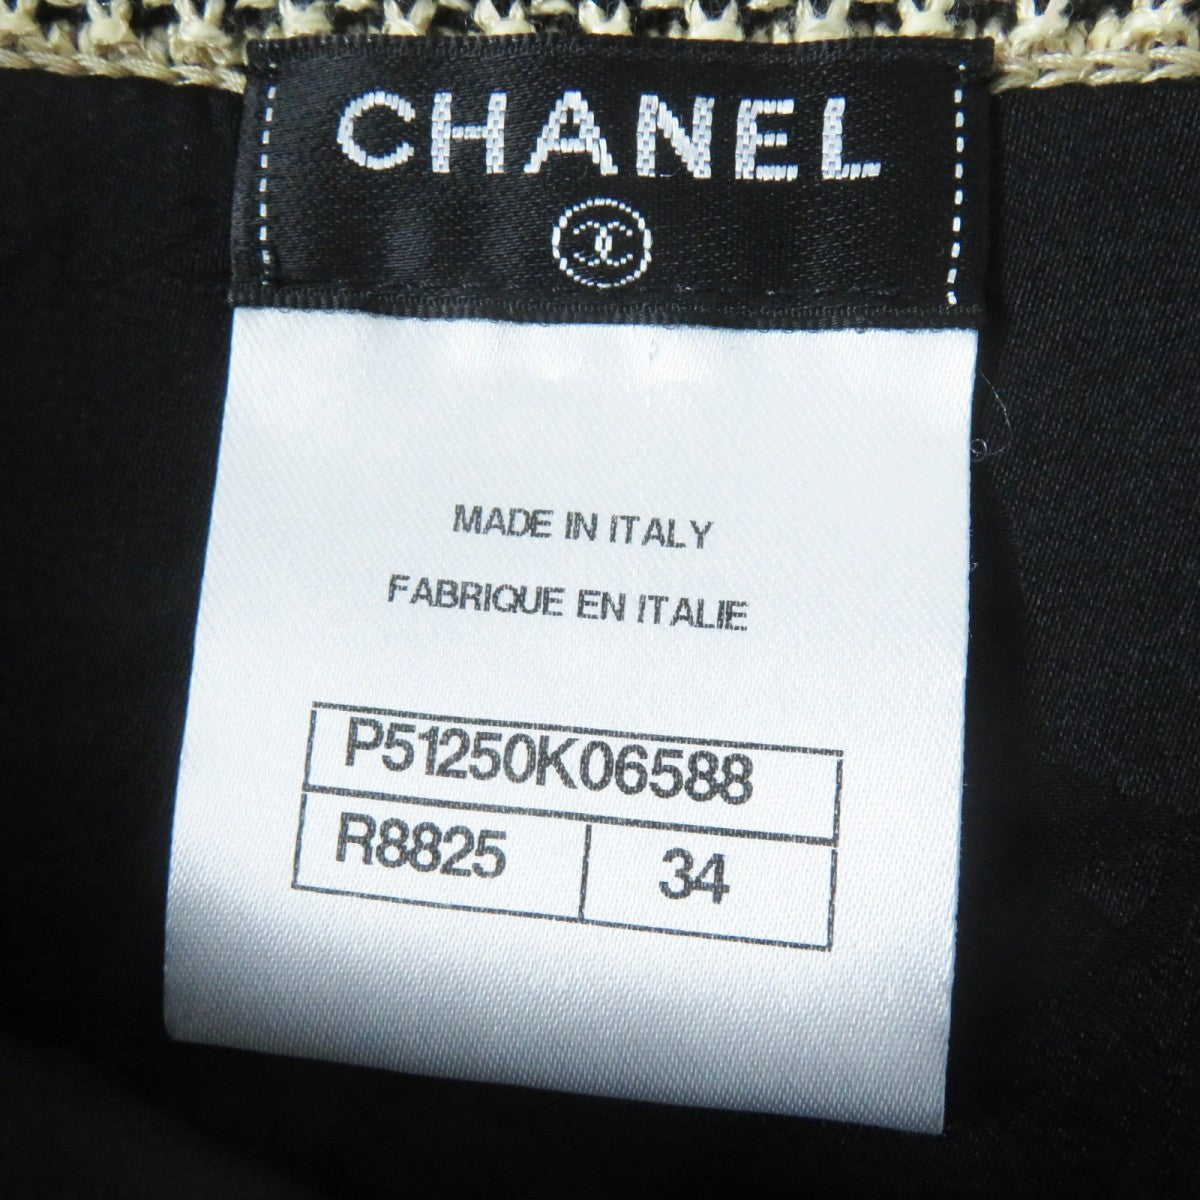 CHANEL
MADE IN ITALY
FABRIQUE EN ITALIE
P51250K06588
R8825 34